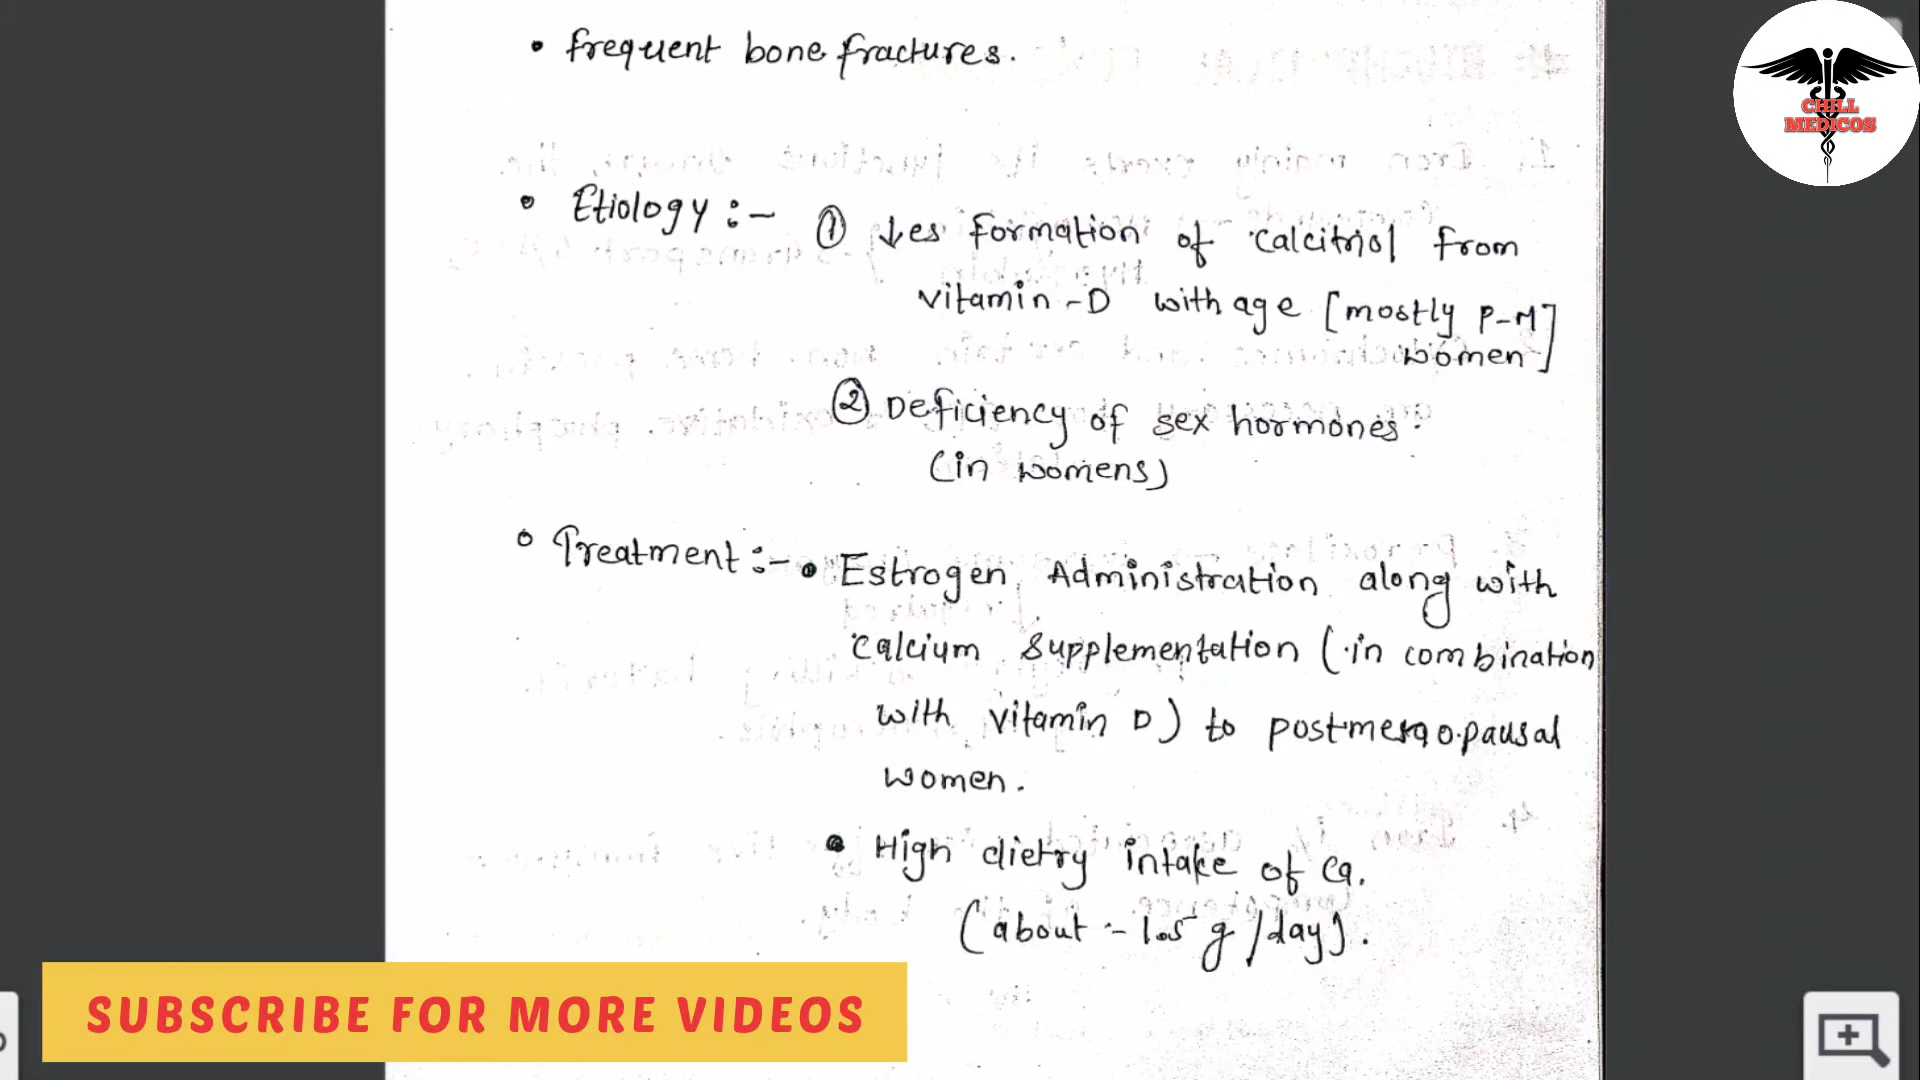 • frequent bone fractures.
CHILL
MEDICOS
• Etiology :- ① ↓es formation of calcitriol from
vitamin-D with age [mostly P-M
women]
② Deficiency of sex hormones.
(in womens)
• Treatment :- • Estrogen Administration along with
calcium supplementation (in combination
with vitamin D) to postmenopausal
women.
• High dietry intake of ca.
(about :- 1.5 g/day).
SUBSCRIBE FOR MORE VIDEOS